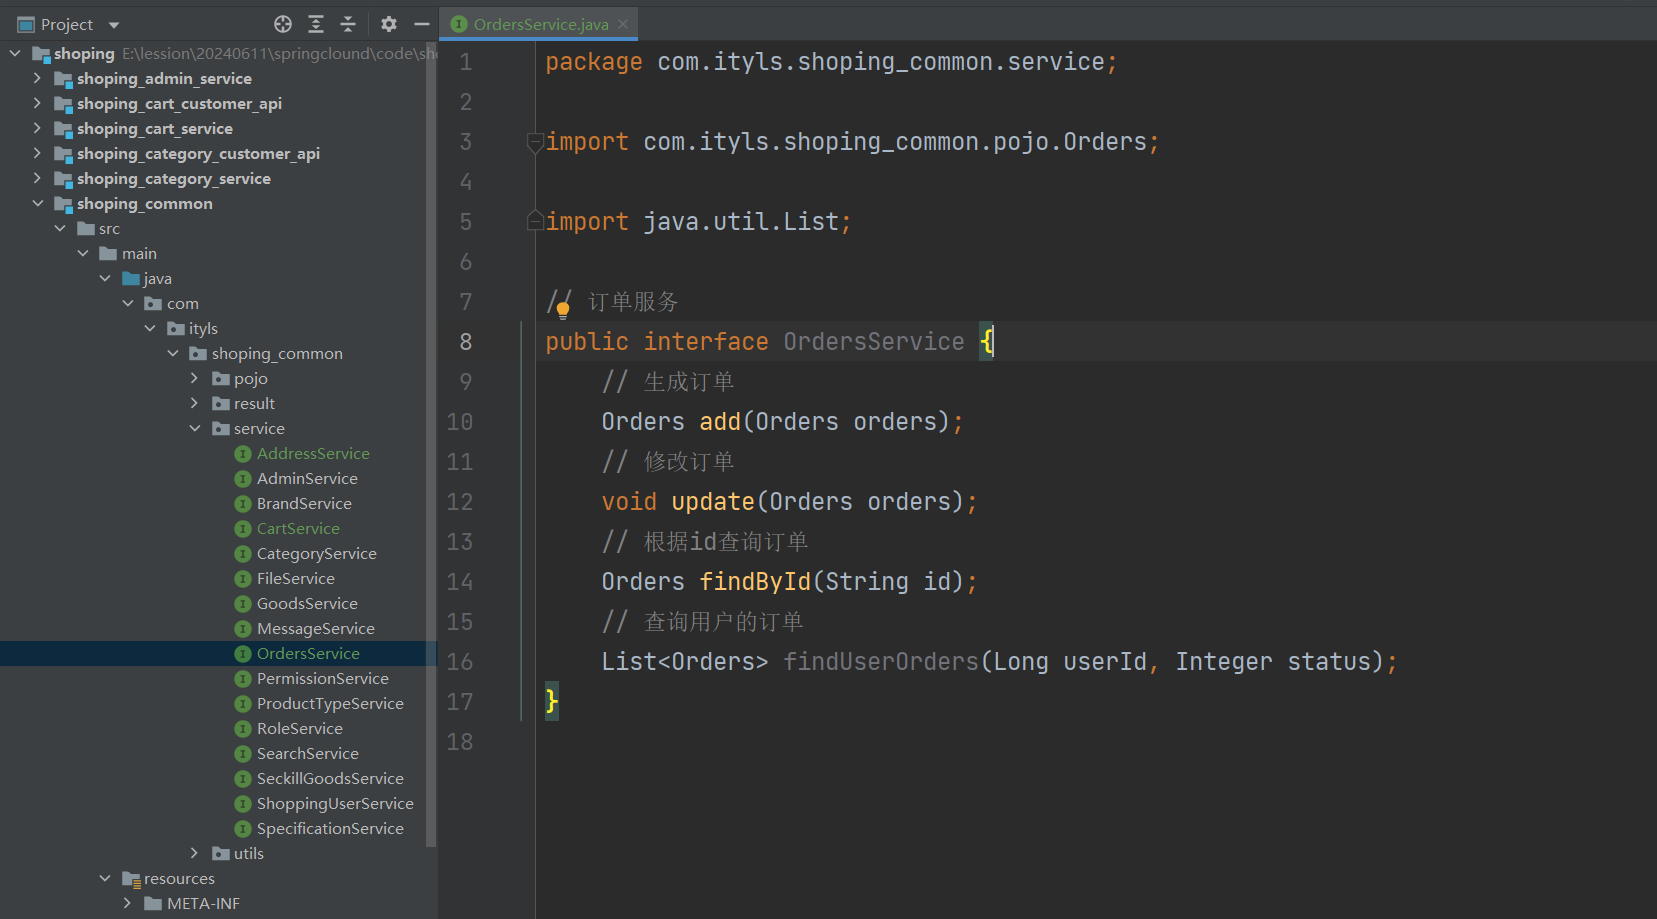 Project
OrdersService.java
shoping E:\lession\20240611\springclound\code\sho
shoping_admin_service
shoping_cart_customer_api
shoping_cart_service
shoping_category_customer_api
shoping_category_service
shoping_common
src
main
java
com
ityls
shoping_common
pojo
result
service
AddressService
AdminService
BrandService
CartService
CategoryService
FileService
GoodsService
MessageService
OrdersService
PermissionService
ProductTypeService
RoleService
SearchService
SeckillGoodsService
ShoppingUserService
SpecificationService
utils
resources
META-INF
1 package com.ityls.shoping_common.service;
2
3 import com.ityls.shoping_common.pojo.Orders;
4
5 import java.util.List;
6
7 // 订单服务
8 public interface OrdersService {
9 // 生成订单
10 Orders add(Orders orders);
11 // 修改订单
12 void update(Orders orders);
13 // 根据id查询订单
14 Orders findById(String id);
15 // 查询用户的订单
16 List<Orders> findUserOrders(Long userId, Integer status);
17 }
18